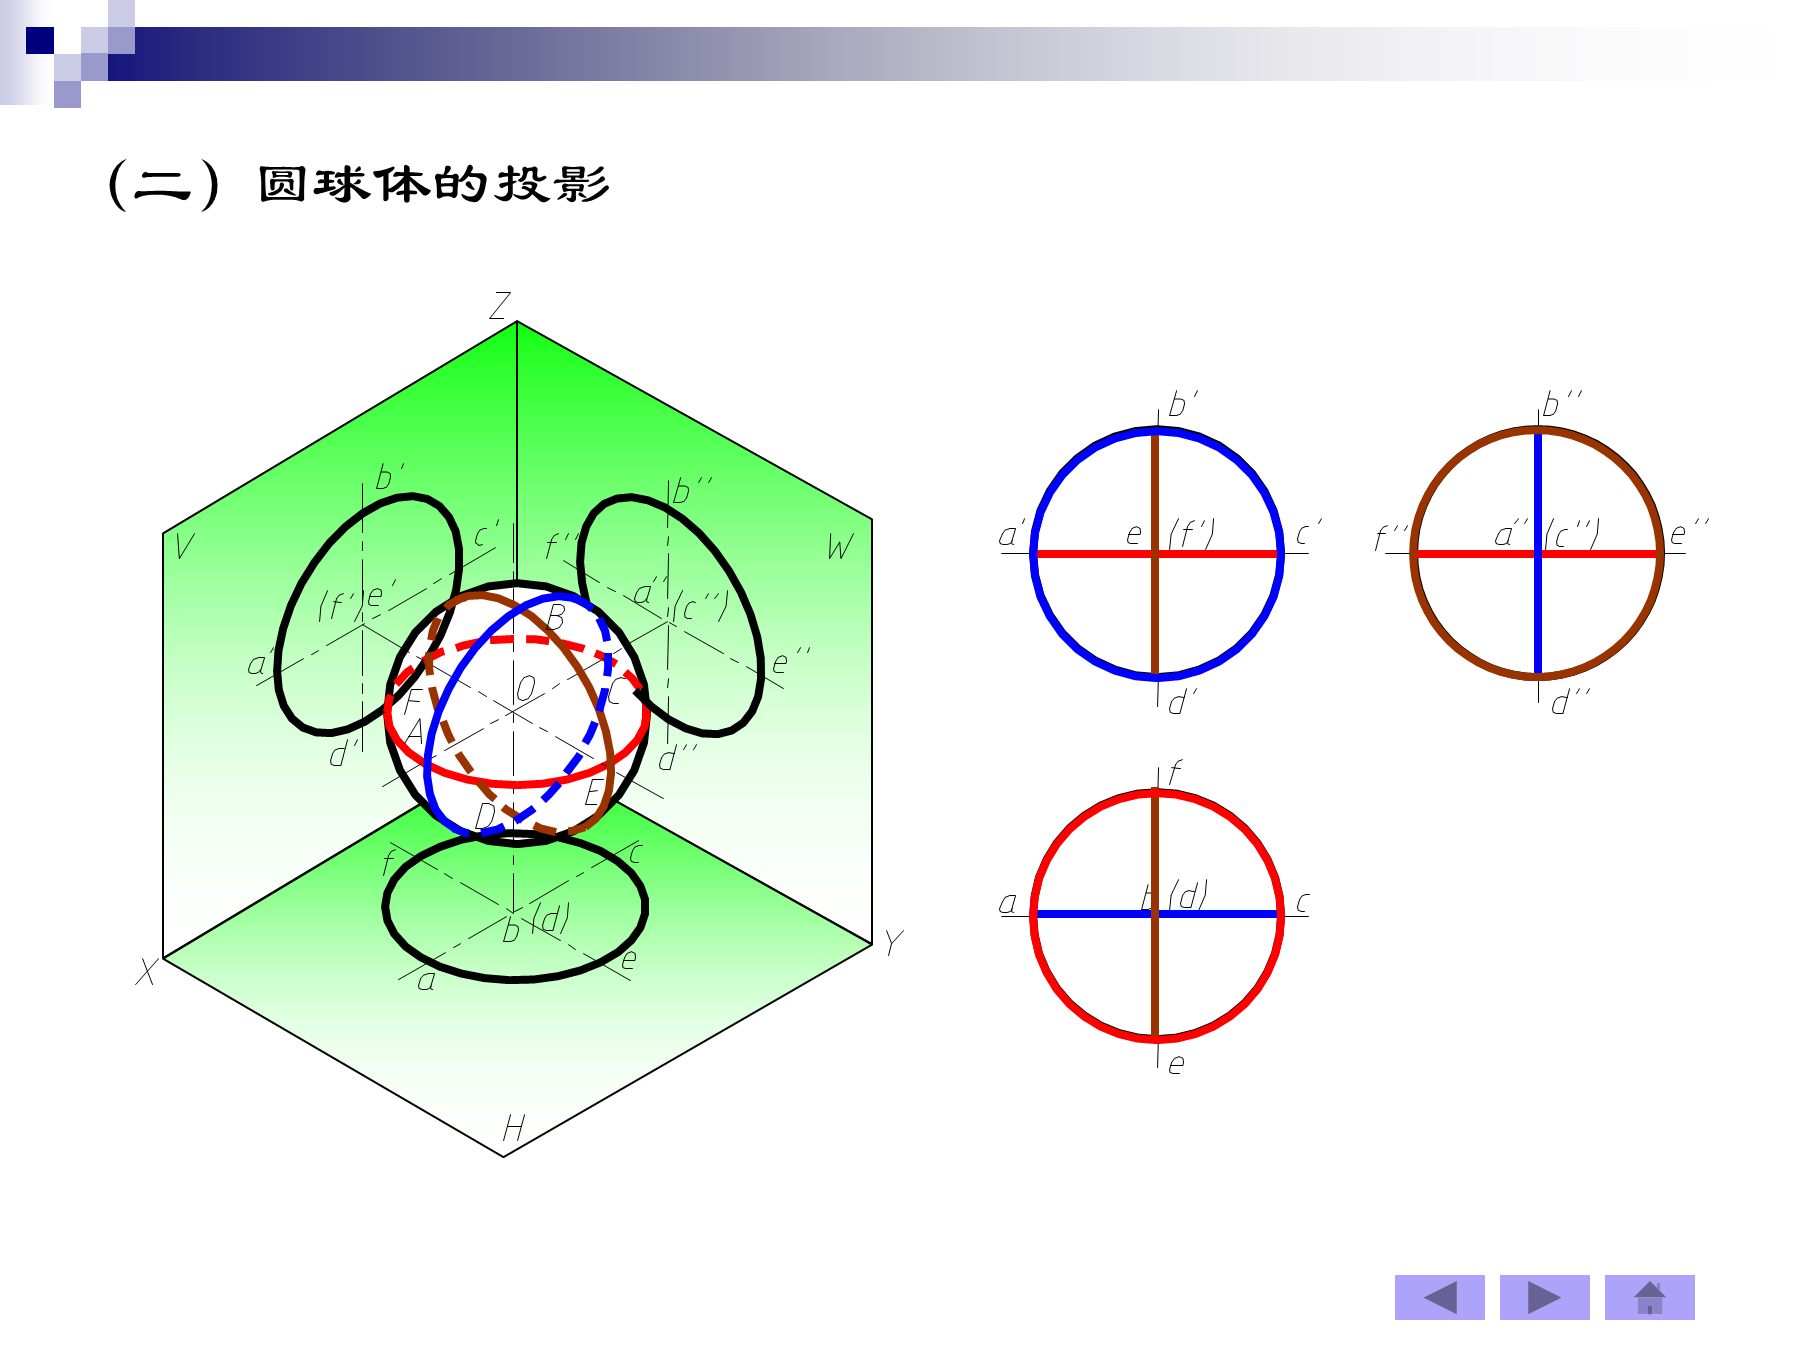 (二) 圆球体的投影
Z
b' b''
b' b''
c' f''
V W
a' e (f') c' f'' a'' (c'') e''
(f') e' a'' (c'')
B
a' e''
O C
F
A
d' d'' d' d''
E
D
f
f c
a (d) c
b (d)
Y
e
X a
e
H